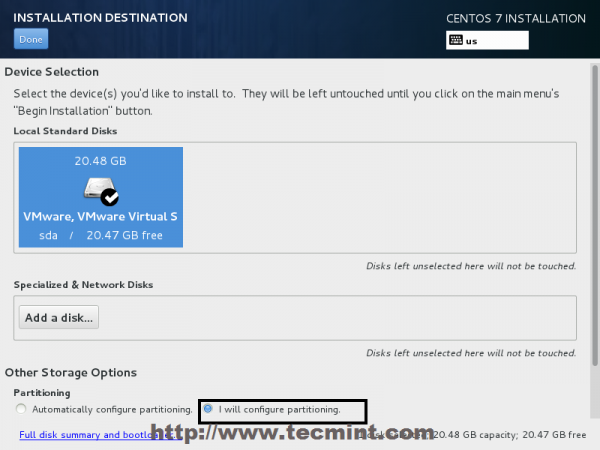 INSTALLATION DESTINATION
CENTOS 7 INSTALLATION
Done
us
Device Selection
Select the device(s) you'd like to install to. They will be left untouched until you click on the main menu's
"Begin Installation" button.
Local Standard Disks
20.48 GB
VMware, VMware Virtual S
sda / 20.47 GB free
Disks left unselected here will not be touched.
Specialized & Network Disks
Add a disk...
Disks left unselected here will not be touched.
Other Storage Options
Partitioning
Automatically configure partitioning.
I will configure partitioning.
Full disk summary and bootloader...
http://www.tecmint.com
20.48 GB capacity; 20.47 GB free